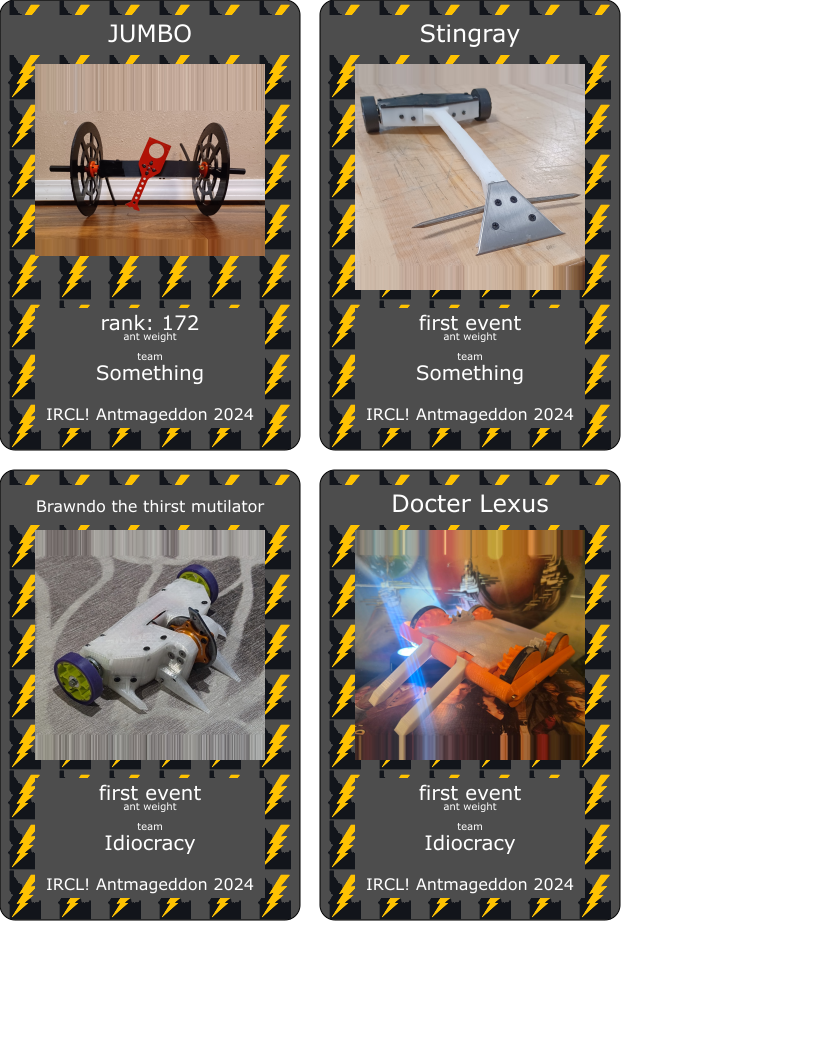 JUMBO
rank: 172
ant weight
team
Something
IRCL! Antmageddon 2024
Stingray
first event
ant weight
team
Something
IRCL! Antmageddon 2024
Brawndo the thirst mutilator
first event
ant weight
team
Idiocracy
IRCL! Antmageddon 2024
Docter Lexus
first event
ant weight
team
Idiocracy
IRCL! Antmageddon 2024